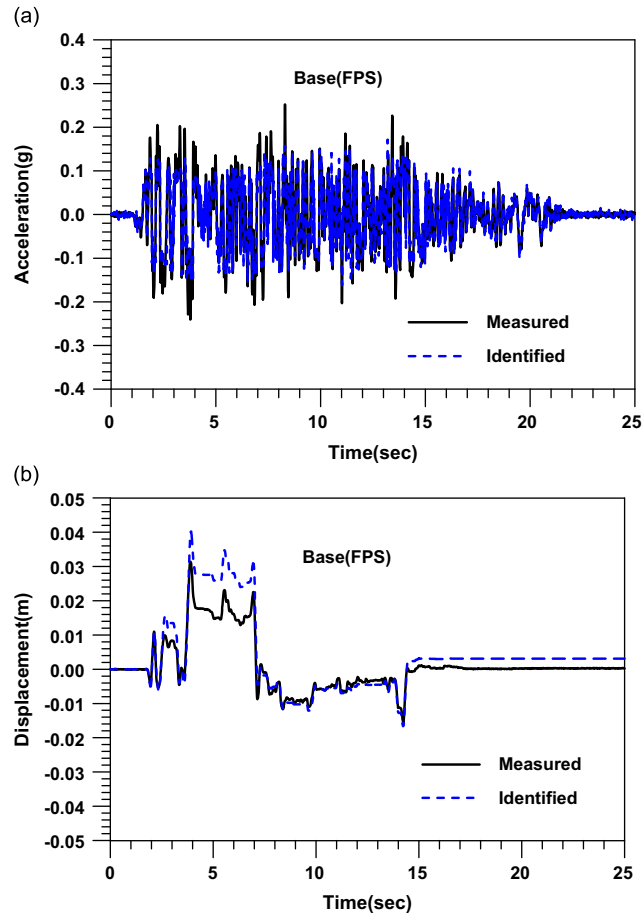 (a)
0.4
0.3
0.2
0.1
0.0
-0.1
-0.2
-0.3
-0.4
Acceleration(g)
Base(FPS)
Measured
Identified
0 5 10 15 20 25
Time(sec)
(b)
0.05
0.04
0.03
0.02
0.01
0.00
-0.01
-0.02
-0.03
-0.04
-0.05
Displacement(m)
Base(FPS)
Measured
Identified
0 5 10 15 20 25
Time(sec)